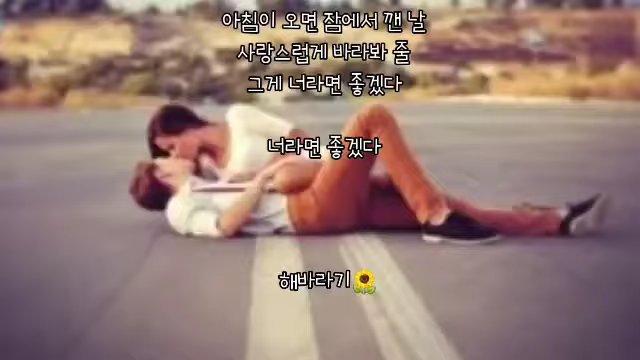 아침이 오면 잠에서 깬 날
사랑스럽게 바라봐 줄
그게 너라면 좋겠다
너라면 좋겠다
해바라기🌻